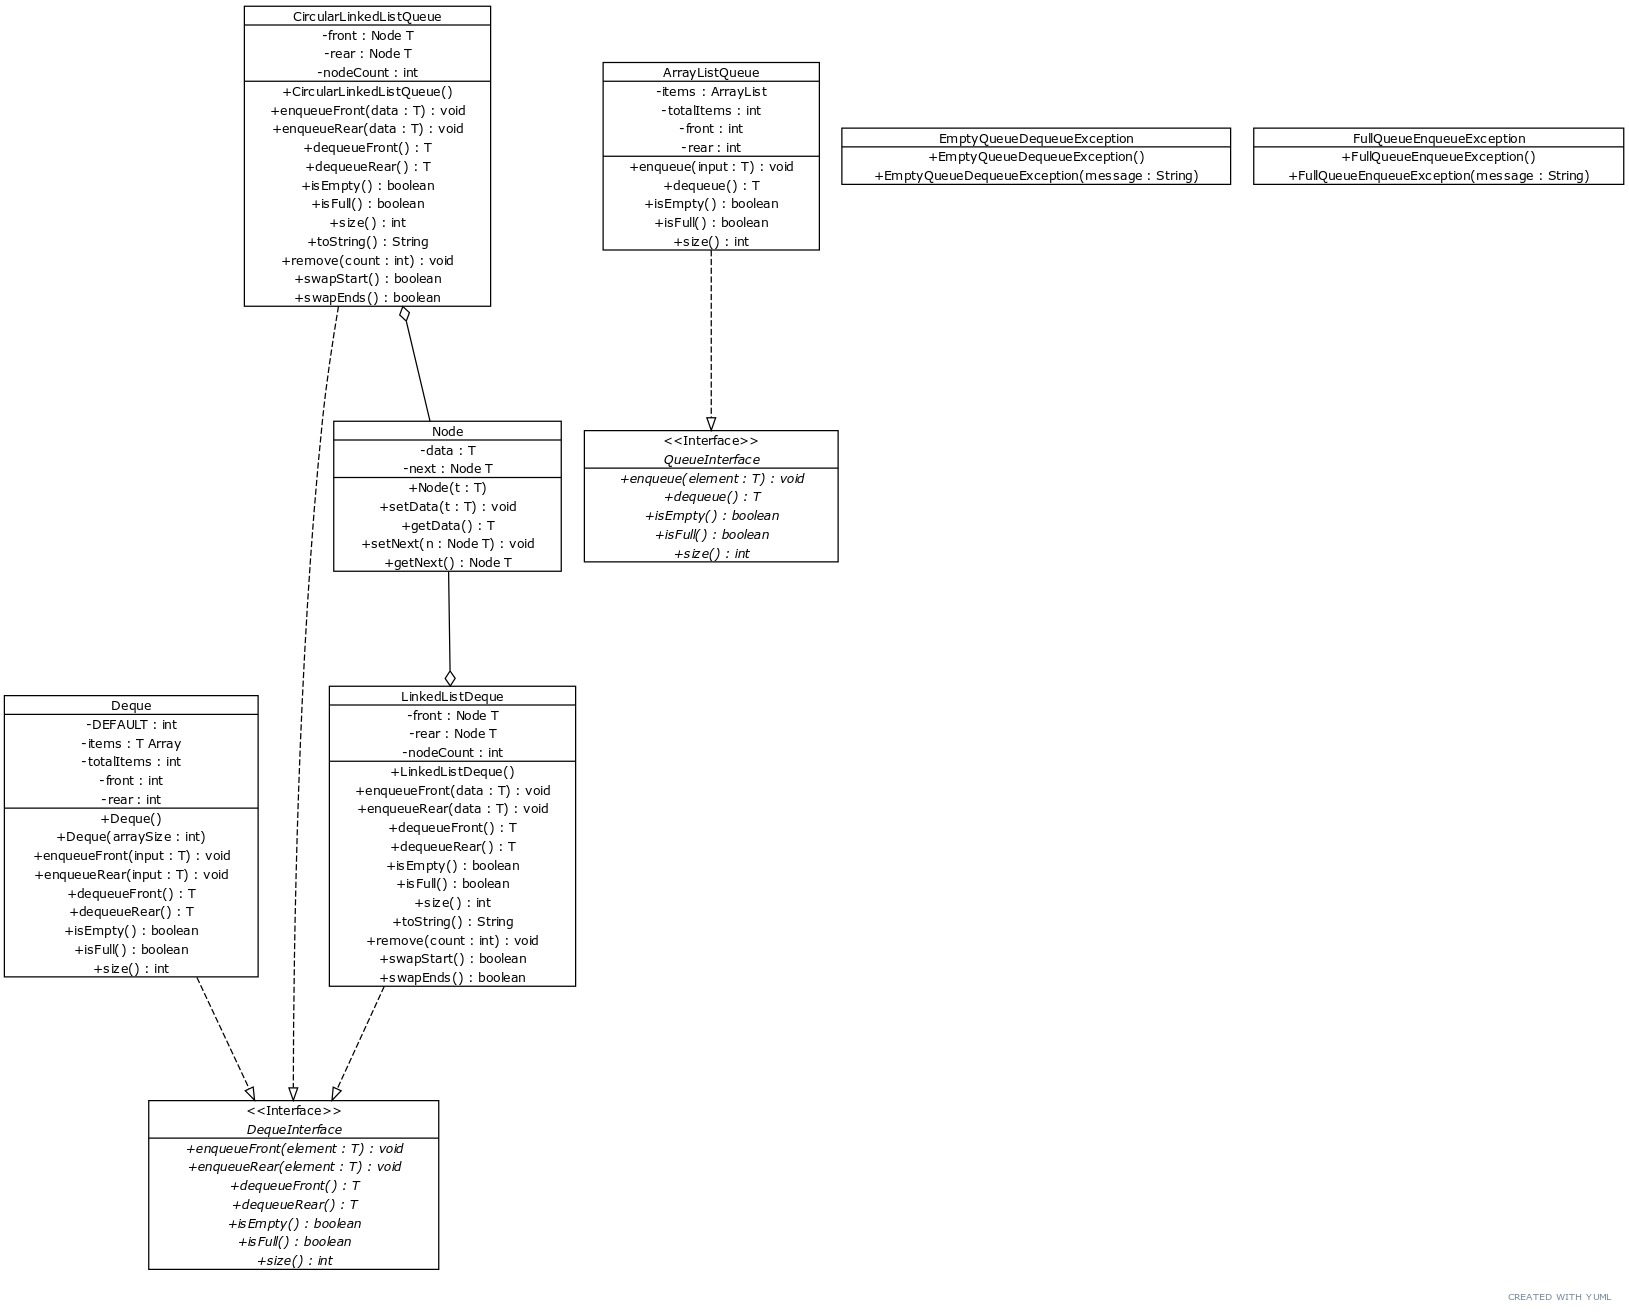 CircularLinkedListQueue
-front : Node T
-rear : Node T
-nodeCount : int
+CircularLinkedListQueue()
+enqueueFront(data : T) : void
+enqueueRear(data : T) : void
+dequeueFront() : T
+dequeueRear() : T
+isEmpty() : boolean
+isFull() : boolean
+size() : int
+toString() : String
+remove(count : int) : void
+swapStart() : boolean
+swapEnds() : boolean
ArrayListQueue
-items : ArrayList
-totalItems : int
-front : int
-rear : int
+enqueue(input : T) : void
+dequeue() : T
+isEmpty() : boolean
+isFull() : boolean
+size() : int
EmptyQueueDequeueException
+EmptyQueueDequeueException()
+EmptyQueueDequeueException(message : String)
FullQueueEnqueueException
+FullQueueEnqueueException()
+FullQueueEnqueueException(message : String)
Node
-data : T
-next : Node T
+Node(t : T)
+setData(t : T) : void
+getData() : T
+setNext(n : Node T) : void
+getNext() : Node T
<<Interface>>
QueueInterface
+enqueue(element : T) : void
+dequeue() : T
+isEmpty() : boolean
+isFull() : boolean
+size() : int
Deque
-DEFAULT : int
-items : T Array
-totalItems : int
-front : int
-rear : int
+Deque()
+Deque(arraySize : int)
+enqueueFront(input : T) : void
+enqueueRear(input : T) : void
+dequeueFront() : T
+dequeueRear() : T
+isEmpty() : boolean
+isFull() : boolean
+size() : int
LinkedListDeque
-front : Node T
-rear : Node T
-nodeCount : int
+LinkedListDeque()
+enqueueFront(data : T) : void
+enqueueRear(data : T) : void
+dequeueFront() : T
+dequeueRear() : T
+isEmpty() : boolean
+isFull() : boolean
+size() : int
+toString() : String
+remove(count : int) : void
+swapStart() : boolean
+swapEnds() : boolean
<<Interface>>
DequeInterface
+enqueueFront(element : T) : void
+enqueueRear(element : T) : void
+dequeueFront() : T
+dequeueRear() : T
+isEmpty() : boolean
+isFull() : boolean
+size() : int
CREATED WITH YUML